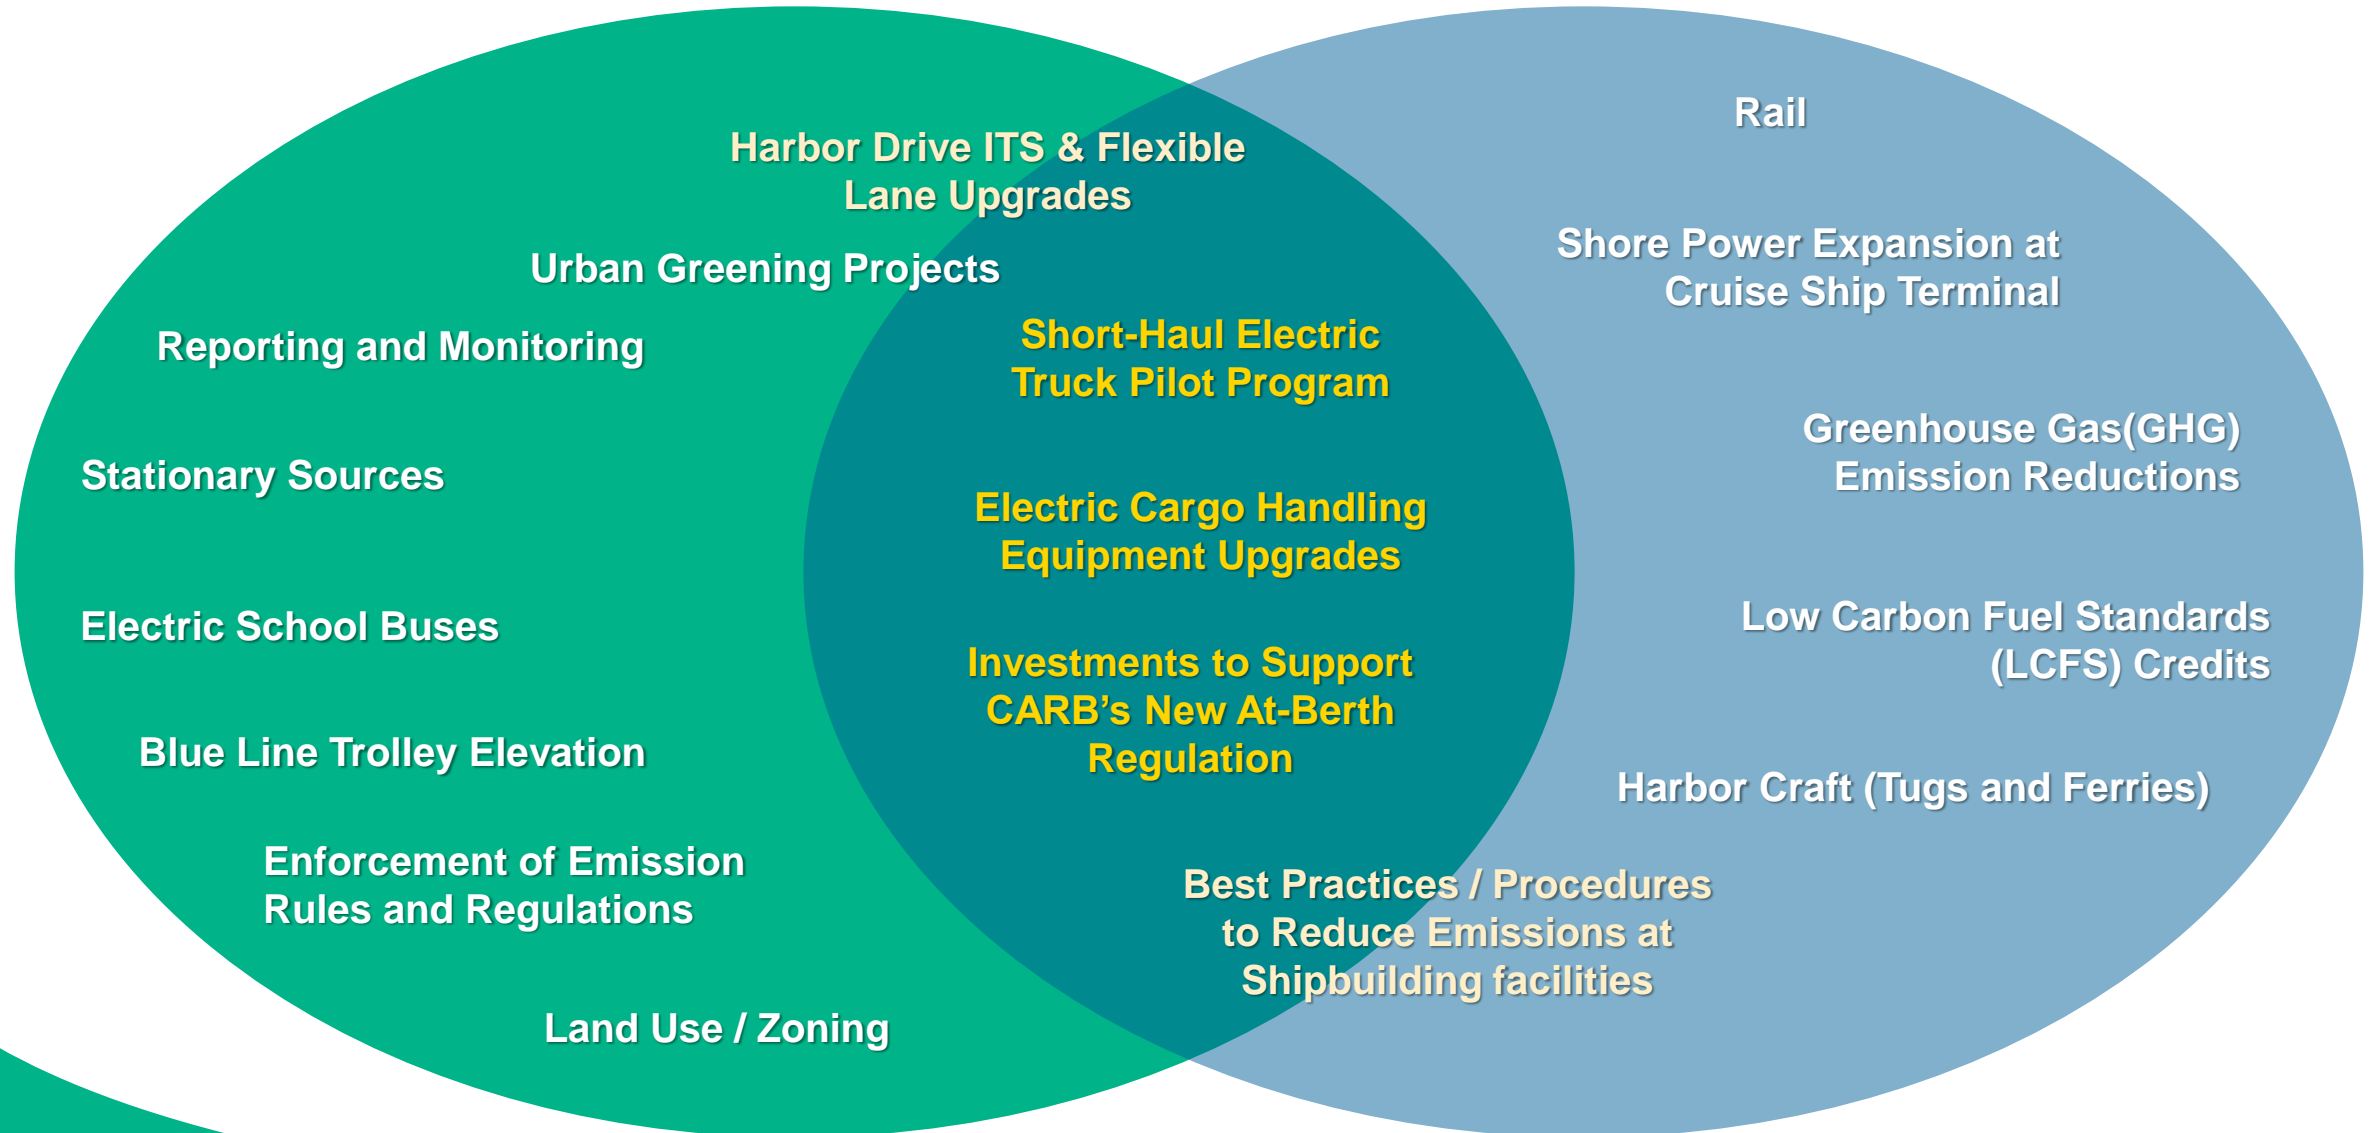 Harbor Drive ITS & Flexible
Lane Upgrades
Urban Greening Projects
Reporting and Monitoring
Stationary Sources
Electric School Buses
Blue Line Trolley Elevation
Enforcement of Emission
Rules and Regulations
Land Use / Zoning
Short-Haul Electric
Truck Pilot Program
Electric Cargo Handling
Equipment Upgrades
Investments to Support
CARB’s New At-Berth
Regulation
Best Practices / Procedures
to Reduce Emissions at
Shipbuilding facilities
Rail
Shore Power Expansion at
Cruise Ship Terminal
Greenhouse Gas(GHG)
Emission Reductions
Low Carbon Fuel Standards
(LCFS) Credits
Harbor Craft (Tugs and Ferries)